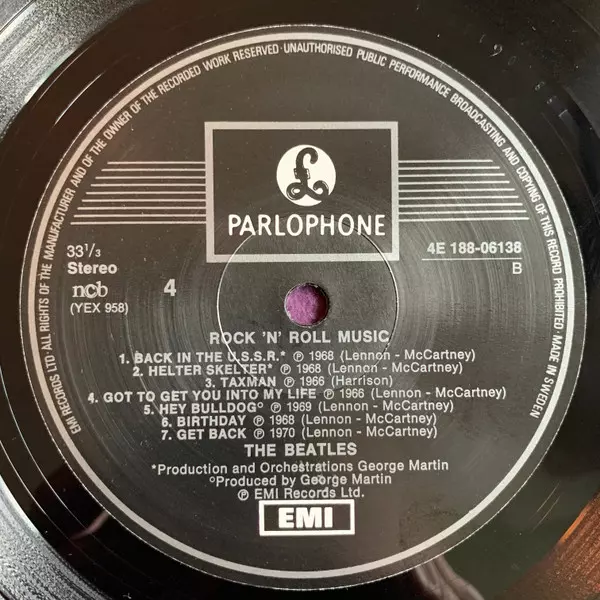 EMI RECORDS LTD·ALL RIGHTS OF THE MANUFACTURER AND OF THE OWNER OF THE RECORDED WORK RESERVED·UNAUTHORISED PUBLIC PERFORMANCE BROADCASTING AND COPYING OF THIS RECORD PROHIBITED·MADE IN SWEDEN
£
PARLOPHONE
33 1/3
Stereo
4E 188-06138
B
ncb
4
(YEX 958)
ROCK 'N' ROLL MUSIC
1. BACK IN THE U.S.S.R.* ℗ 1968 (Lennon - McCartney)
2. HELTER SKELTER* ℗ 1968 (Lennon - McCartney)
3. TAXMAN ℗ 1966 (Harrison)
4. GOT TO GET YOU INTO MY LIFE ℗ 1966 (Lennon - McCartney)
5. HEY BULLDOG° ℗ 1969 (Lennon - McCartney)
6. BIRTHDAY ℗ 1968 (Lennon - McCartney)
7. GET BACK ℗ 1970 (Lennon - McCartney)
THE BEATLES
*Production and Orchestrations George Martin
°Produced by George Martin
℗ EMI Records Ltd.
EMI